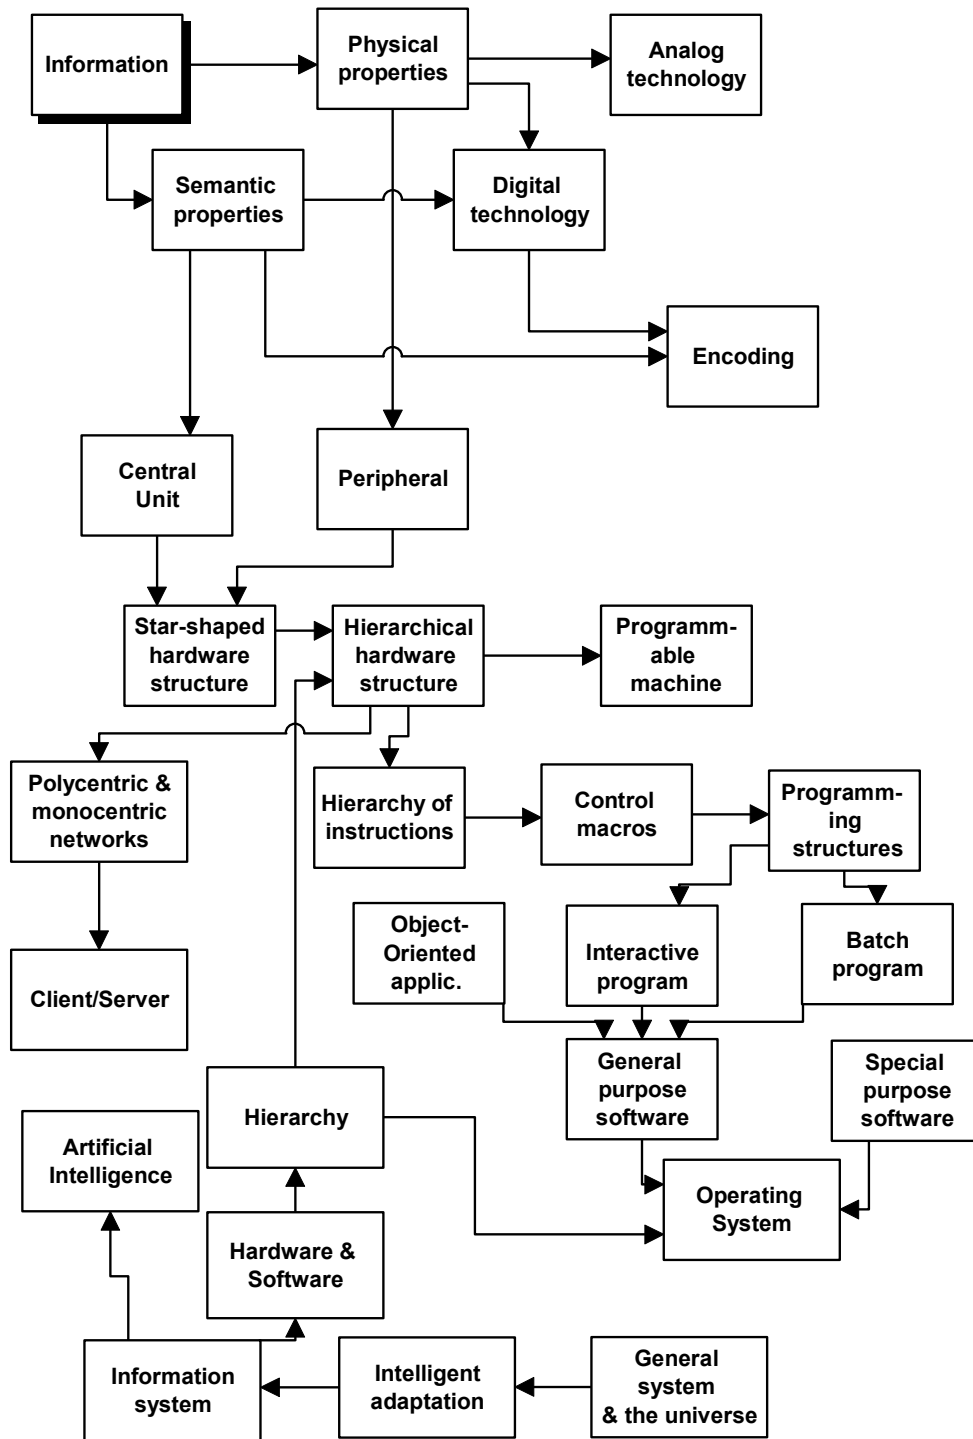 Information
Physical
properties
Analog
technology
Semantic
properties
Digital
technology
Encoding
Central
Unit
Peripheral
Star-shaped
hardware
structure
Hierarchical
hardware
structure
Programm-
able
machine
Polycentric &
monocentric
networks
Hierarchy of
instructions
Control
macros
Programm-
ing
structures
Object-
Oriented
applic.
Interactive
program
Batch
program
Client/Server
General
purpose
software
Special
purpose
software
Hierarchy
Artificial
Intelligence
Operating
System
Hardware &
Software
Information
system
Intelligent
adaptation
General
system
& the universe